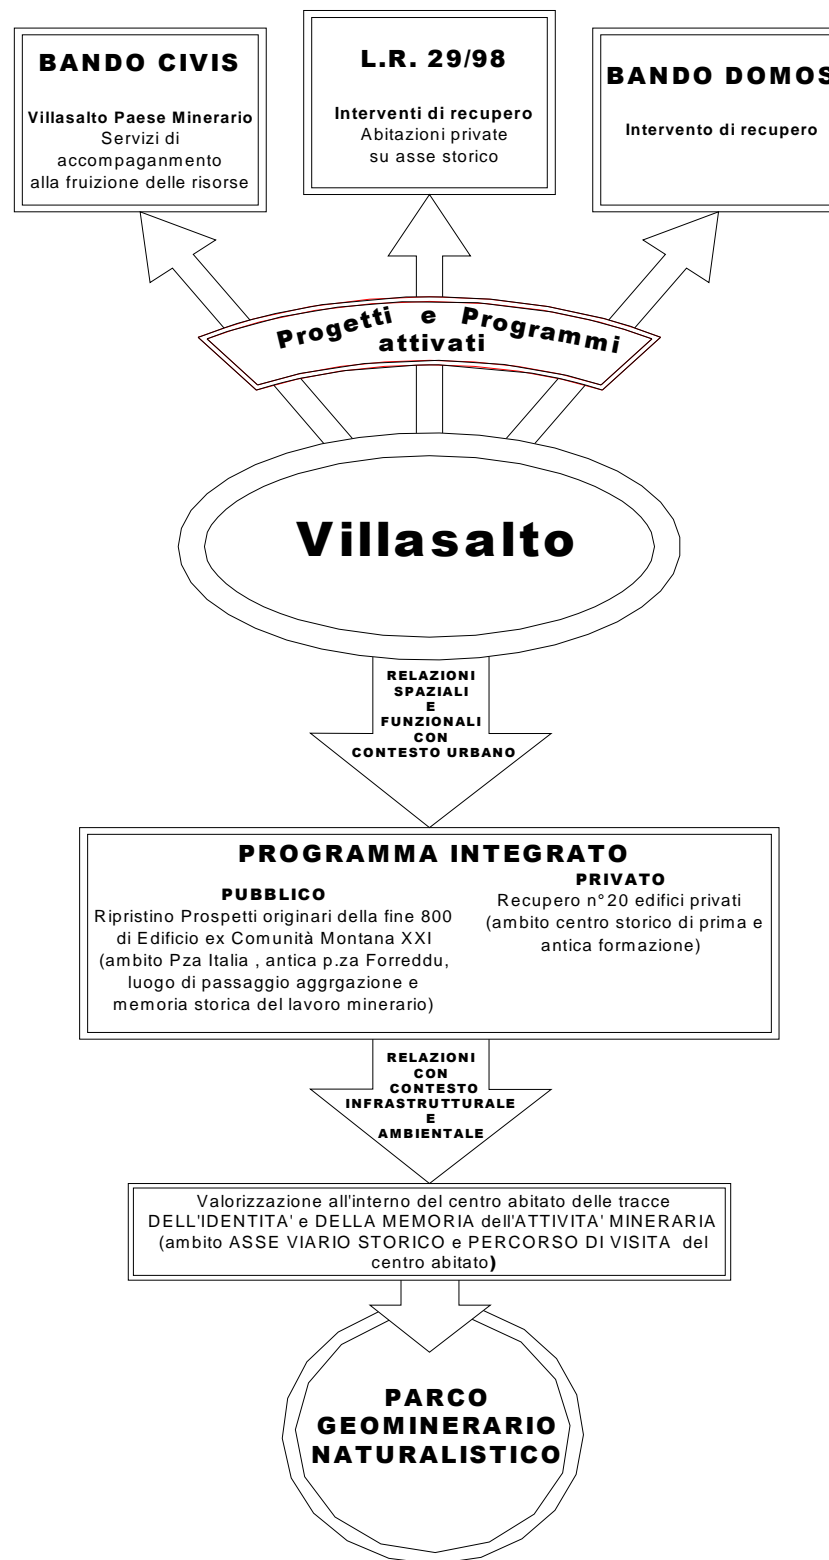 BANDO CIVIS
Villasalto Paese Minerario
Servizi di
accompaganmento
alla fruizione delle risorse
L.R. 29/98
Interventi di recupero
Abitazioni private
su asse storico
BANDO DOMOS
Intervento di recupero
Progetti e Programmi
attivati
Villasalto
RELAZIONI
SPAZIALI
E
FUNZIONALI
CON
CONTESTO URBANO
PROGRAMMA INTEGRATO
PUBBLICO
Ripristino Prospetti originari della fine 800
di Edificio ex Comunità Montana XXI
(ambito Pza Italia , antica p.za Forreddu,
luogo di passaggio aggrgazione e
memoria storica del lavoro minerario)
PRIVATO
Recupero n°20 edifici privati
(ambito centro storico di prima e
antica formazione)
RELAZIONI
CON
CONTESTO
INFRASTRUTTURALE
E
AMBIENTALE
Valorizzazione all'interno del centro abitato delle tracce
DELL'IDENTITA' e DELLA MEMORIA dell'ATTIVITA' MINERARIA
(ambito ASSE VIARIO STORICO e PERCORSO DI VISITA del
centro abitato)
PARCO
GEOMINERARIO
NATURALISTICO